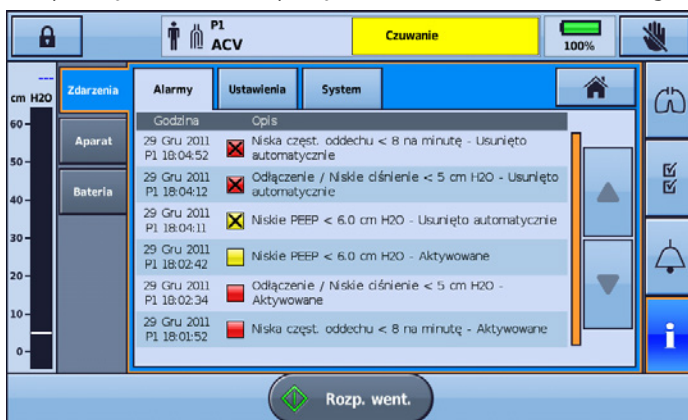 P1
ACV
Czuwanie
100%
---
cm H2O
60
50
40
30
20
10
0
Zdarzenia
Aparat
Bateria
Alarmy
Ustawienia
System
Godzina Opis
29 Gru 2011 Niska częst. oddechu < 8 na minutę - Usunięto
P1 18:04:52 automatycznie
29 Gru 2011 Odłączenie / Niskie ciśnienie < 5 cm H2O - Usunięto
P1 18:04:12 automatycznie
29 Gru 2011
P1 18:04:11 Niskie PEEP < 6.0 cm H2O - Usunięto automatycznie
29 Gru 2011
P1 18:02:42 Niskie PEEP < 6.0 cm H2O - Aktywowane
29 Gru 2011 Odłączenie / Niskie ciśnienie < 5 cm H2O -
P1 18:02:34 Aktywowane
29 Gru 2011
P1 18:01:52 Niska częst. oddechu < 8 na minutę - Aktywowane
i
Rozp. went.